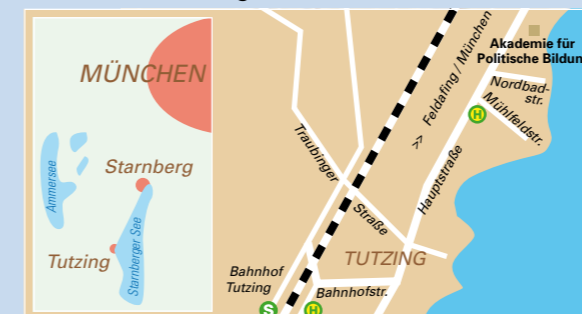 MÜNCHEN
Ammersee
Starnberg
Starnberger See
Tutzing
Akademie für
Politische Bildun
Nordbad-
str.
Mühlfeldstr.
H
>> Feldafing / München
Traubinger
Straße
Hauptstraße
TUTZING
Bahnhof
Tutzing
Bahnhofstr.
S
H